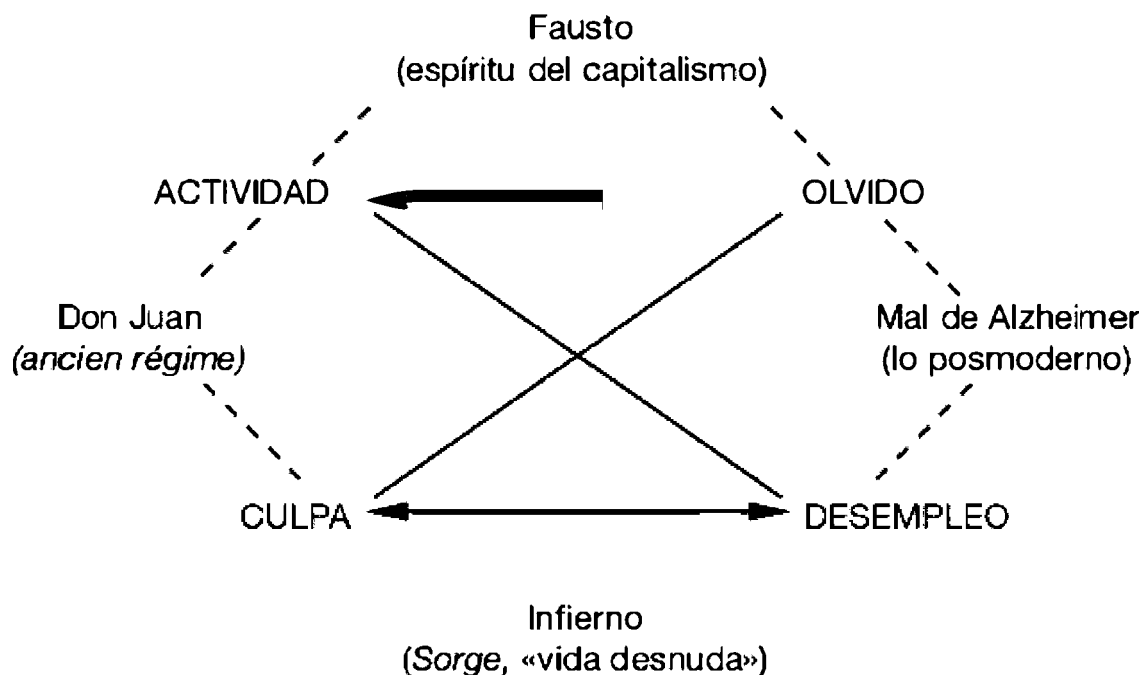 Fausto
(espíritu del capitalismo)
ACTIVIDAD
OLVIDO
Don Juan
(ancien régime)
Mal de Alzheimer
(lo posmoderno)
CULPA
DESEMPLEO
Infierno
(Sorge, «vida desnuda»)